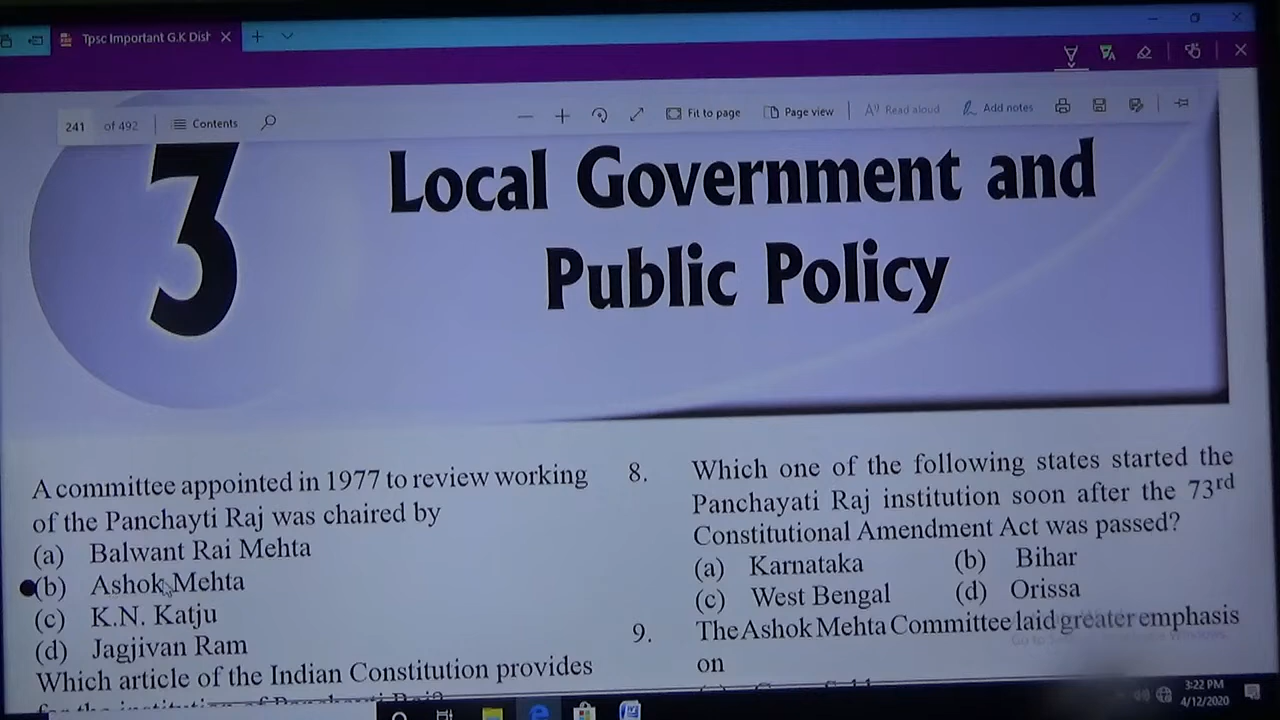 Tpsc Important G.K Dist
241 of 492 Contents
Fit to page Page view Read aloud Add notes
3
Local Government and
Public Policy
A committee appointed in 1977 to review working
of the Panchayti Raj was chaired by
(a) Balwant Rai Mehta
(b) Ashok Mehta
(c) K.N. Katju
(d) Jagjivan Ram
Which article of the Indian Constitution provides
8. Which one of the following states started the
Panchayati Raj institution soon after the 73rd
Constitutional Amendment Act was passed?
(a) Karnataka (b) Bihar
(c) West Bengal (d) Orissa
9. The Ashok Mehta Committee laid greater emphasis
on
3:22 PM
4/12/2020